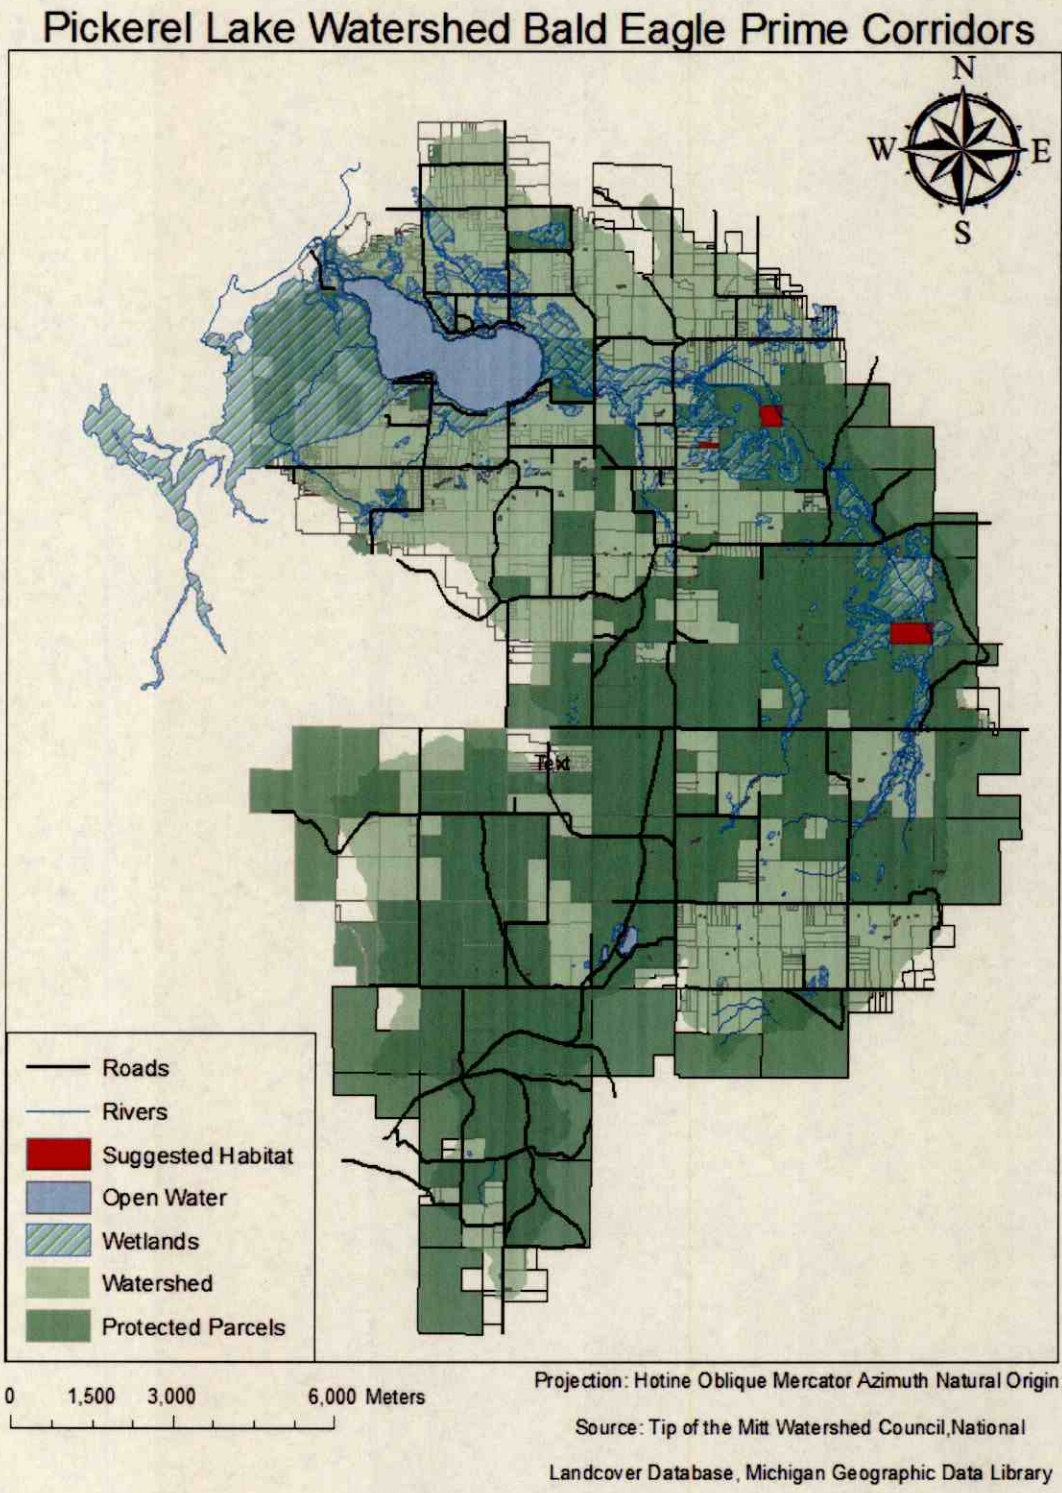 Pickerel Lake Watershed Bald Eagle Prime Corridors
N
W
E
S
Text
Roads
Rivers
Suggested Habitat
Open Water
Wetlands
Watershed
Protected Parcels
0 1,500 3,000 6,000 Meters
Projection: Hotine Oblique Mercator Azimuth Natural Origin
Source: Tip of the Mitt Watershed Council,National
Landcover Database, Michigan Geographic Data Library